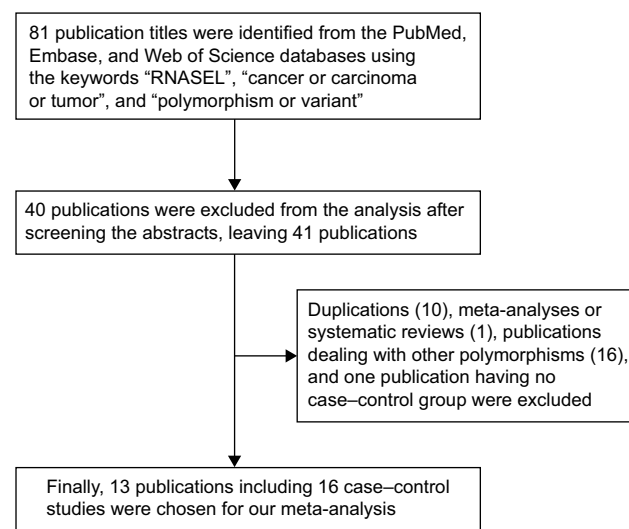 81 publication titles were identified from the PubMed,
Embase, and Web of Science databases using
the keywords “RNASEL”, “cancer or carcinoma
or tumor”, and “polymorphism or variant”
40 publications were excluded from the analysis after
screening the abstracts, leaving 41 publications
Duplications (10), meta-analyses or
systematic reviews (1), publications
dealing with other polymorphisms (16),
and one publication having no
case–control group were excluded
Finally, 13 publications including 16 case–control
studies were chosen for our meta-analysis